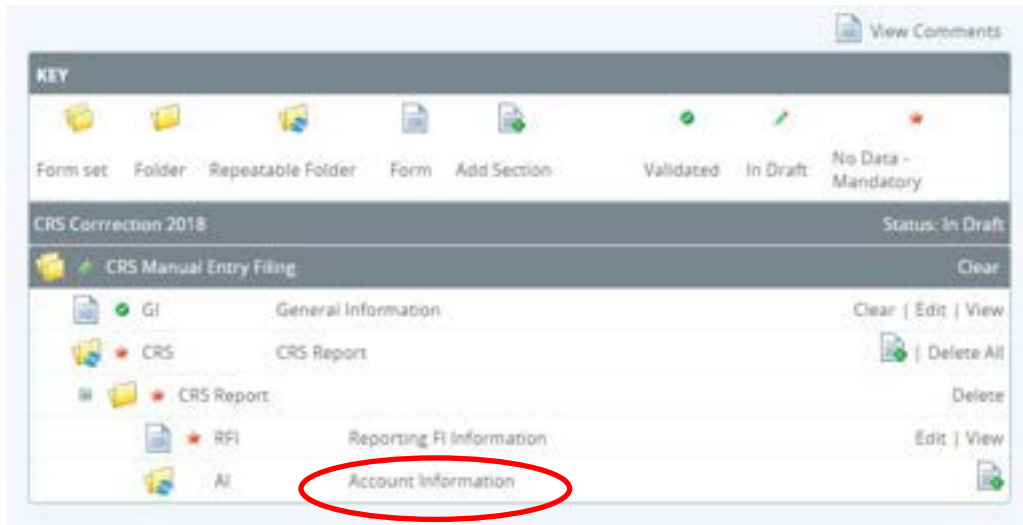 View Comments
KEY
Form set Folder Repeatable Folder Form Add Section Validated In Draft No Data - Mandatory
CRS Corrrection 2018 Status: In Draft
CRS Manual Entry Filing Clear
GI General Information Clear | Edit | View
CRS CRS Report | Delete All
CRS Report Delete
RFI Reporting FI Information Edit | View
AI Account Information